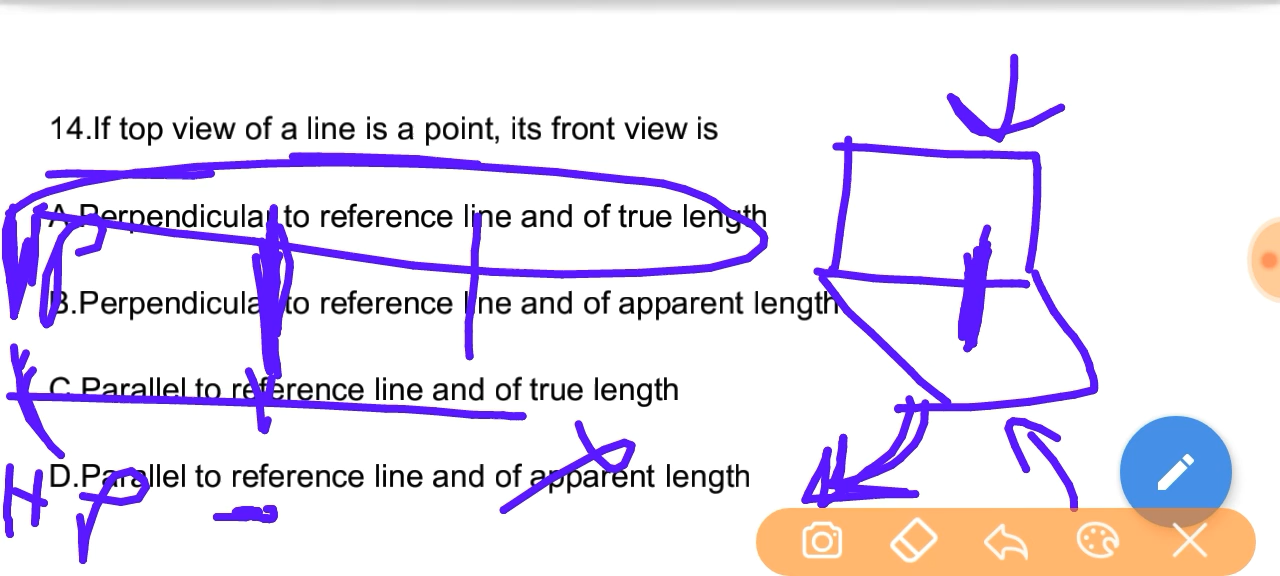 14.If top view of a line is a point, its front view is
A.Perpendicular to reference line and of true length
VP
B.Perpendicular to reference line and of apparent length
C.Parallel to reference line and of true length
D.Parallel to reference line and of apparent length
HP